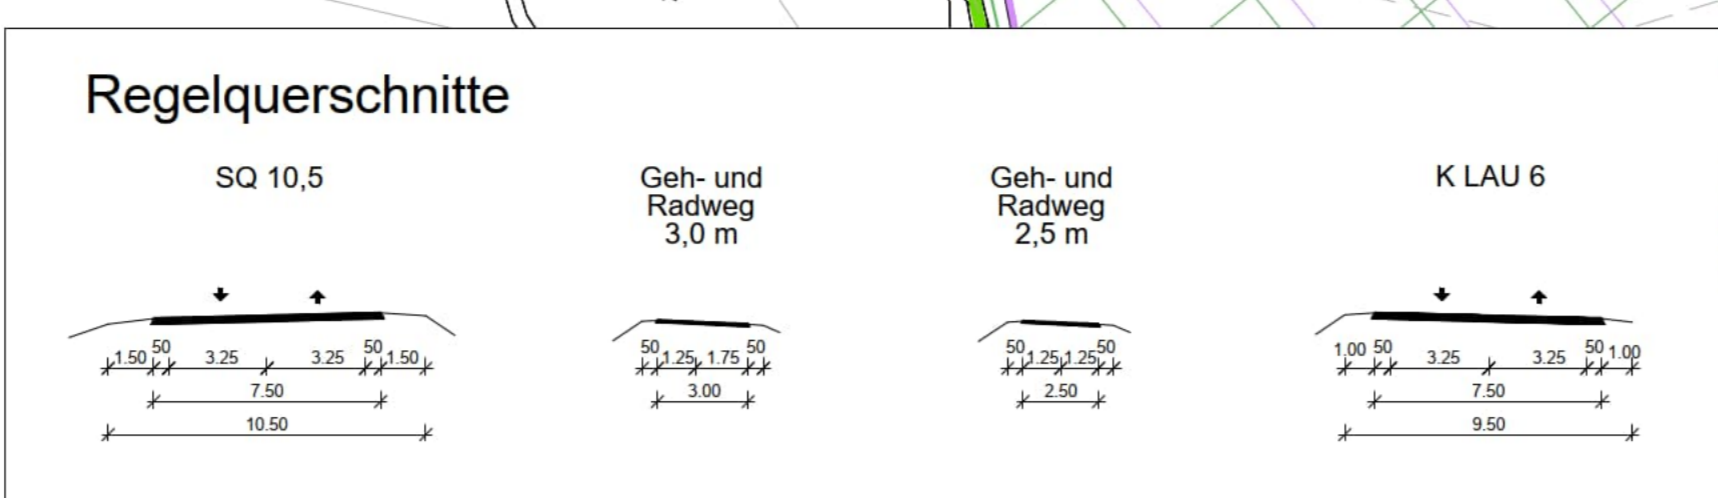 Regelquerschnitte
SQ 10,5
1.50 50 3.25 3.25 50 1.50
7.50
10.50
Geh- und
Radweg
3,0 m
50 1.25 1.75 50
3.00
Geh- und
Radweg
2,5 m
50 1.25 1.25 50
2.50
K LAU 6
1.00 50 3.25 3.25 50 1.00
7.50
9.50